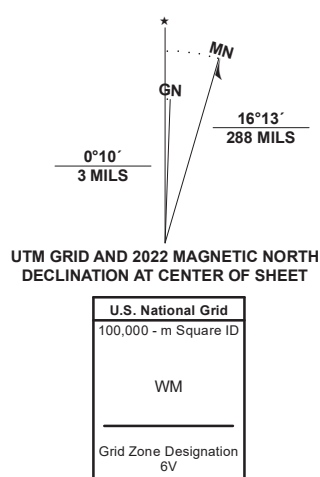 ★
MN
GN
0°10´
3 MILS
16°13´
288 MILS
UTM GRID AND 2022 MAGNETIC NORTH
DECLINATION AT CENTER OF SHEET
U.S. National Grid
100,000 - m Square ID
WM
Grid Zone Designation
6V